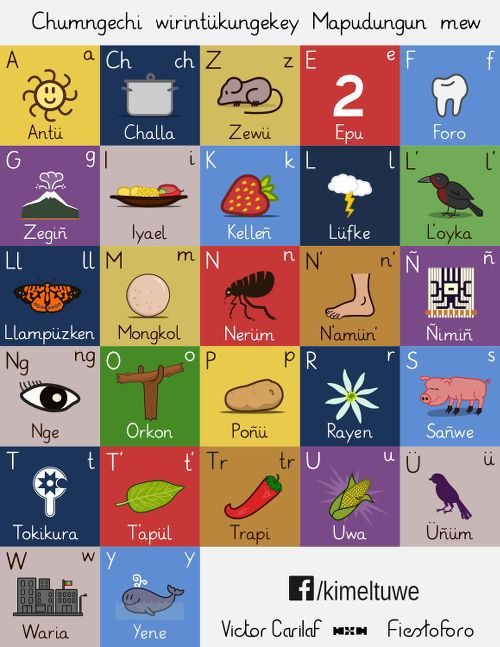 Chumngechi wirintükungekey Mapudungun mew
A a
Antü
Ch ch
Challa
Z z
Zewü
E e
2
Epu
F f
Foro
G g
Zegiñ
I i
Iyael
K k
Kelleñ
L l
Lüfke
L' l'
L'oyka
Ll ll
Llampüzken
M m
Mongkol
N n
Nerüm
N' n'
N'amün'
Ñ ñ
Ñimiñ
Ng ng
Nge
O o
Orkon
P p
Poñü
R r
Rayen
S s
Sañwe
T t
Tokikura
T' t'
T'apül
Tr tr
Trapi
U u
Uwa
Ü ü
Üñüm
W w
Waria
Y y
Yene
f/kimeltuwe
Victor Carilaf Fiestoforo